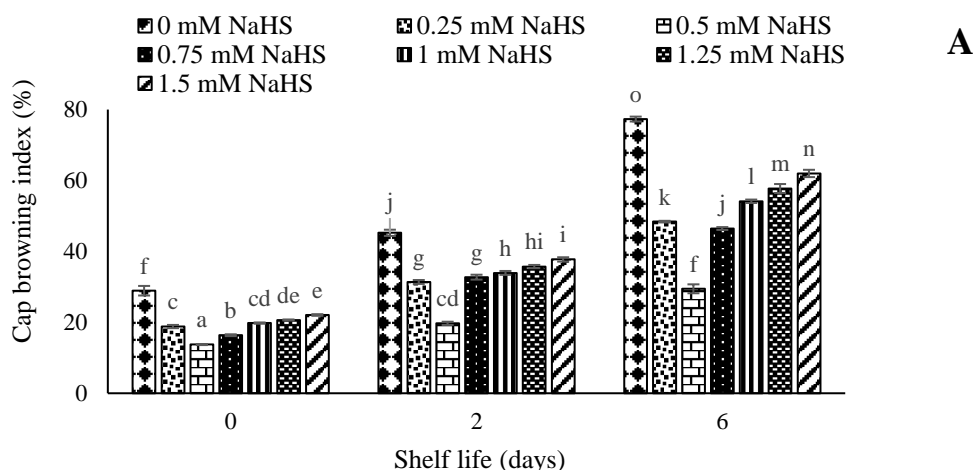 0 mM NaHS 0.25 mM NaHS 0.5 mM NaHS
0.75 mM NaHS 1 mM NaHS 1.25 mM NaHS
1.5 mM NaHS
A
Cap browning index (%)
80
60
40
20
0
f c a b cd de e
j g cd g h hi i
o k f j l m n
0 2 6
Shelf life (days)